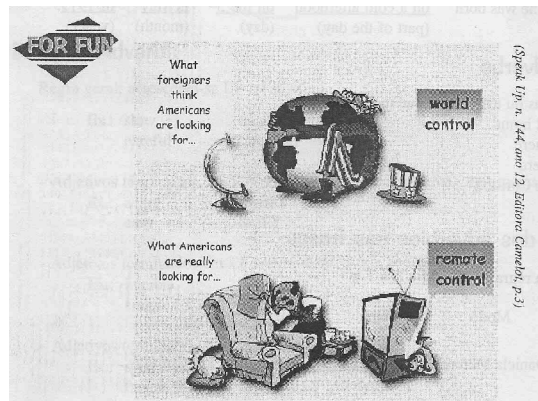 FOR FUN
What
foreigners
think
Americans
are looking
for...
world
control
What Americans
are really
looking for...
remote
control
(Speak Up, n. 144, ano 12, Editora Camelot, p.3)